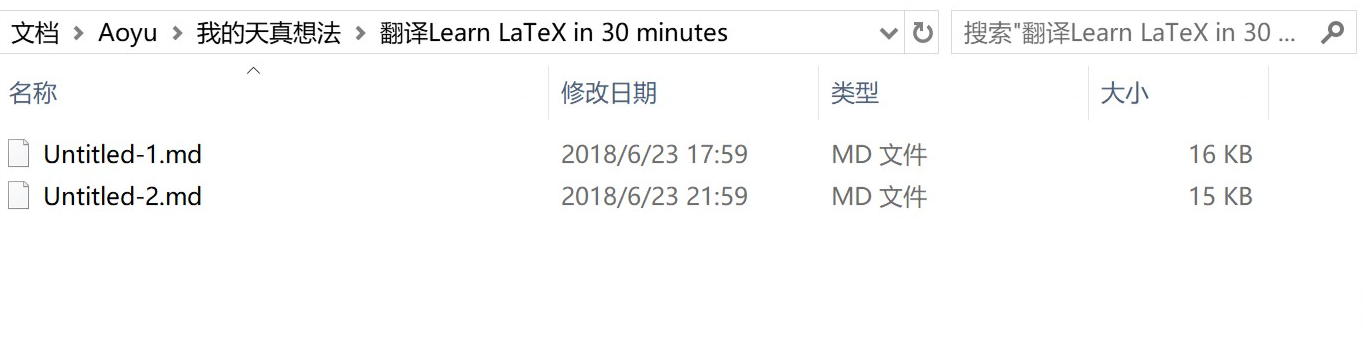 文档 > Aoyu > 我的天真想法 > 翻译Learn LaTeX in 30 minutes 搜索"翻译Learn LaTeX in 30 ...
名称 修改日期 类型 大小
Untitled-1.md 2018/6/23 17:59 MD 文件 16 KB
Untitled-2.md 2018/6/23 21:59 MD 文件 15 KB